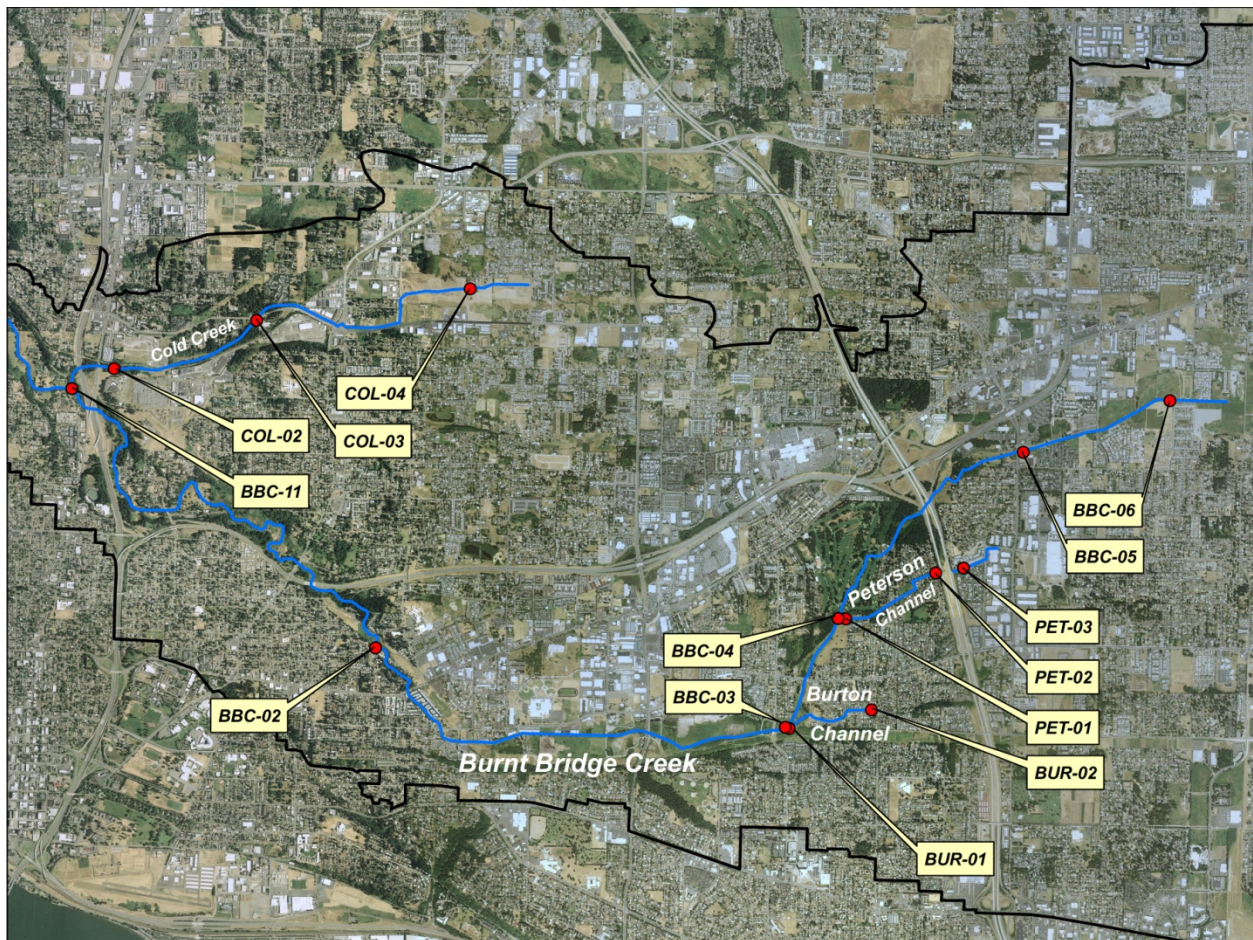 Cold Creek
COL-04
COL-02
COL-03
BBC-11
BBC-06
BBC-05
Peterson
Channel
PET-03
BBC-04
PET-02
BBC-03
Burton
BBC-02
PET-01
Channel
Burnt Bridge Creek
BUR-02
BUR-01